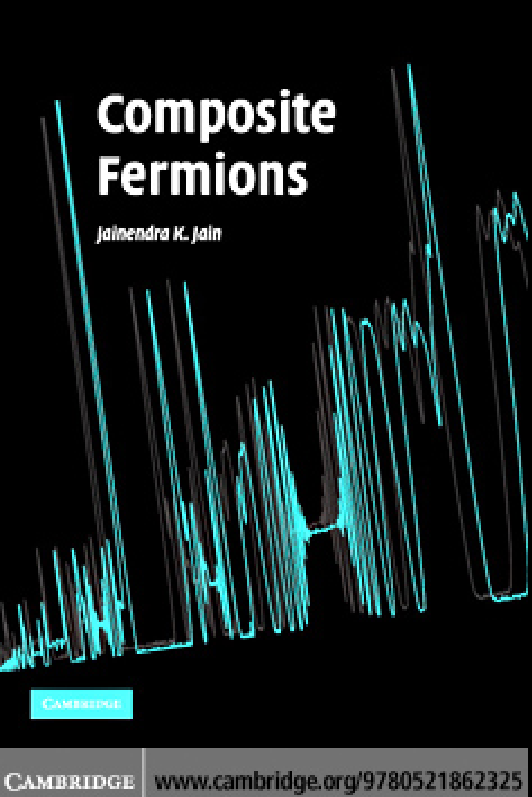 Composite
Fermions
Jainendra K. Jain
CAMBRIDGE
CAMBRIDGE www.cambridge.org/9780521862325